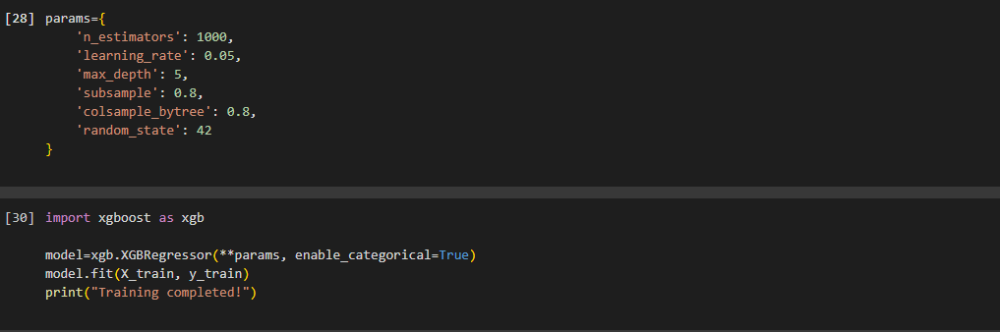 [28] params={
'n_estimators': 1000,
'learning_rate': 0.05,
'max_depth': 5,
'subsample': 0.8,
'colsample_bytree': 0.8,
'random_state': 42
}
[30] import xgboost as xgb
model=xgb.XGBRegressor(**params, enable_categorical=True)
model.fit(X_train, y_train)
print("Training completed!")